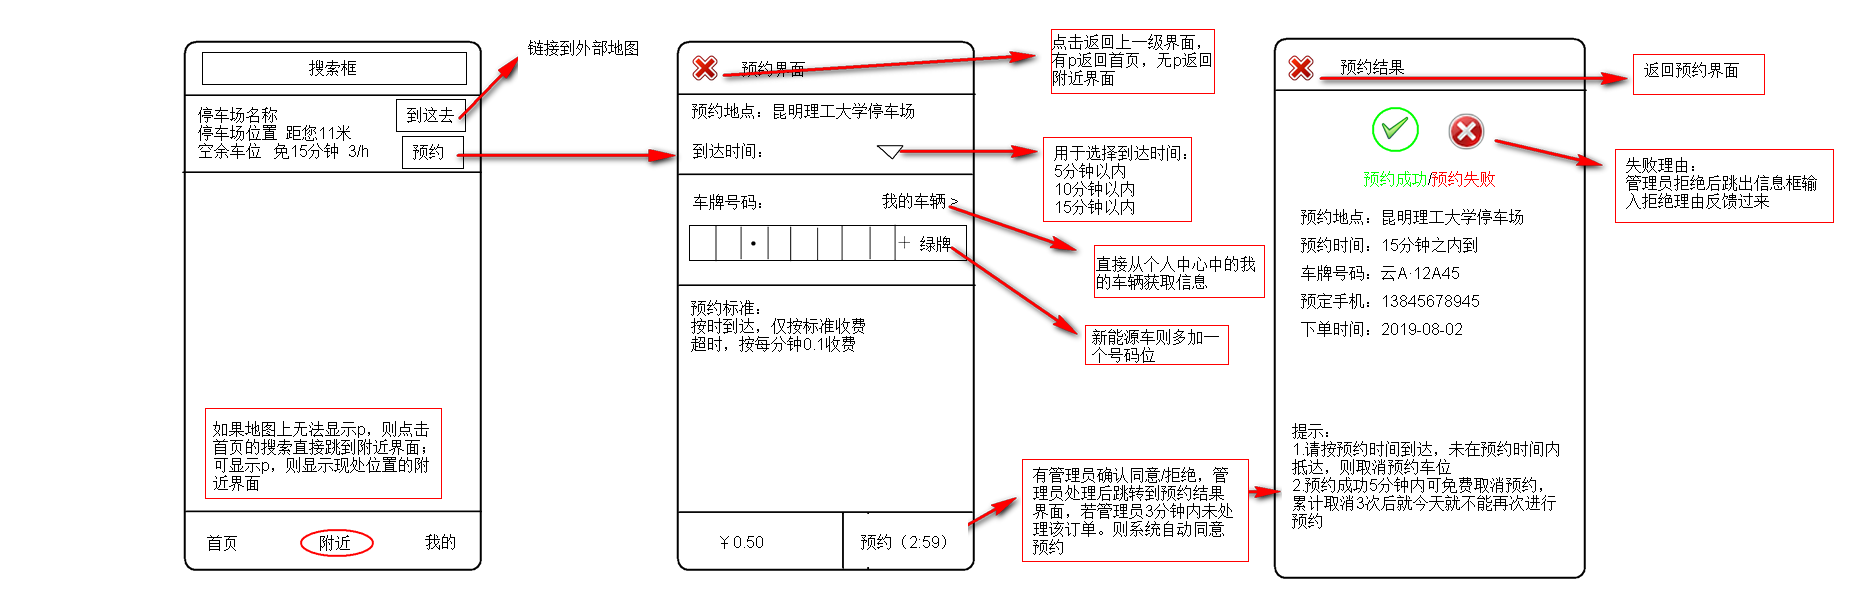 搜索框
停车场名称
停车场位置 距您11米
空余车位 免15分钟 3/h
到这去
预约
链接到外部地图
如果地图上无法显示p，则点击
首页的搜索直接跳到附近界面；
可显示p，则显示现处位置的附
近界面
首页
附近
我的
预约界面
预约地点：昆明理工大学停车场
到达时间：
车牌号码：
我的车辆 >
+ 绿牌
预约标准：
按时到达，仅按标准收费
超时，按每分钟0.1收费
￥0.50
预约（2:59）
点击返回上一级界面，
有p返回首页，无p返回
附近界面
用于选择到达时间：
5分钟以内
10分钟以内
15分钟以内
直接从个人中心中的我
的车辆获取信息
新能源车则多加一
个号码位
有管理员确认同意/拒绝，管
理员处理后跳转到预约结果
界面，若管理员3分钟内未处
理该订单。则系统自动同意
预约
预约结果
预约成功/预约失败
预约地点：昆明理工大学停车场
预约时间：15分钟之内到
车牌号码：云A·12A45
预定手机：13845678945
下单时间：2019-08-02
提示：
1.请按预约时间到达，未在预约时间内
抵达，则取消预约车位
2.预约成功5分钟内可免费取消预约，
累计取消3次后就今天就不能再次进行
预约
返回预约界面
失败理由：
管理员拒绝后跳出信息框输
入拒绝理由反馈过来